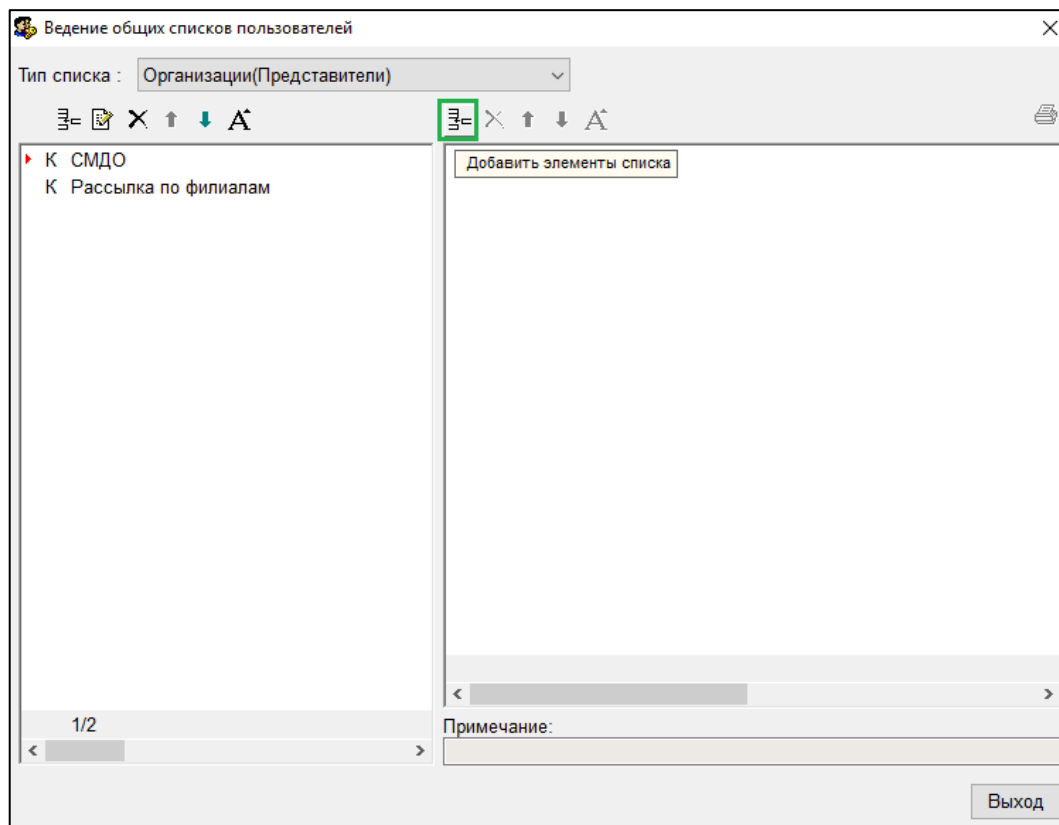 Ведение общих списков пользователей
Тип списка : Организации(Представители)
К СМДО
К Рассылка по филиалам
Добавить элементы списка
1/2
Примечание:
Выход